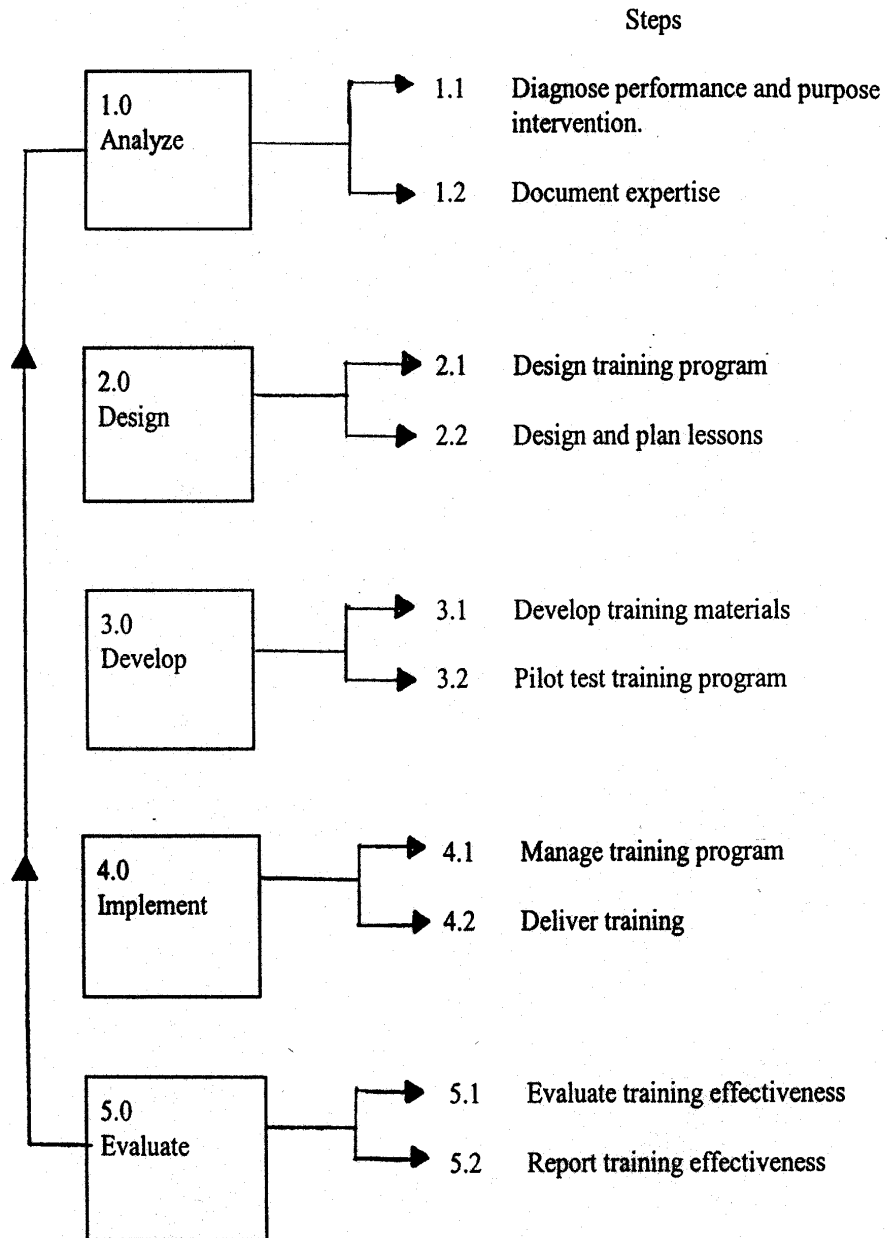 Steps
1.0
Analyze
1.1 Diagnose performance and purpose
intervention.
1.2 Document expertise
2.0
Design
2.1 Design training program
2.2 Design and plan lessons
3.0
Develop
3.1 Develop training materials
3.2 Pilot test training program
4.0
Implement
4.1 Manage training program
4.2 Deliver training
5.0
Evaluate
5.1 Evaluate training effectiveness
5.2 Report training effectiveness